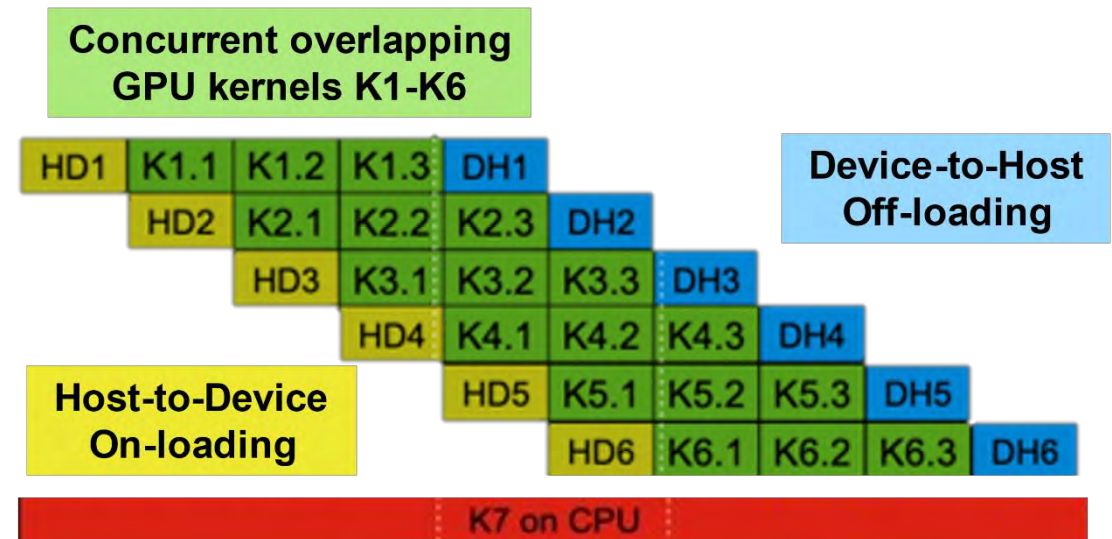 Concurrent overlapping
GPU kernels K1-K6
HD1 K1.1 K1.2 K1.3 DH1
Device-to-Host
Off-loading
HD2 K2.1 K2.2 K2.3 DH2
HD3 K3.1 K3.2 K3.3 DH3
HD4 K4.1 K4.2 K4.3 DH4
Host-to-Device
On-loading
HD5 K5.1 K5.2 K5.3 DH5
HD6 K6.1 K6.2 K6.3 DH6
K7 on CPU